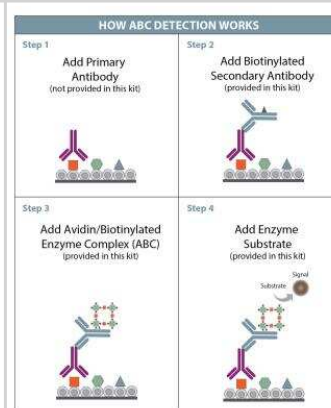 HOW ABC DETECTION WORKS
Step 1
Add Primary
Antibody
(not provided in this kit)
Step 2
Add Biotinylated
Secondary Antibody
(provided in this kit)
Step 3
Add Avidin/Biotinylated
Enzyme Complex (ABC)
(provided in this kit)
Step 4
Add Enzyme
Substrate
(provided in this kit)
Signal
Substrate